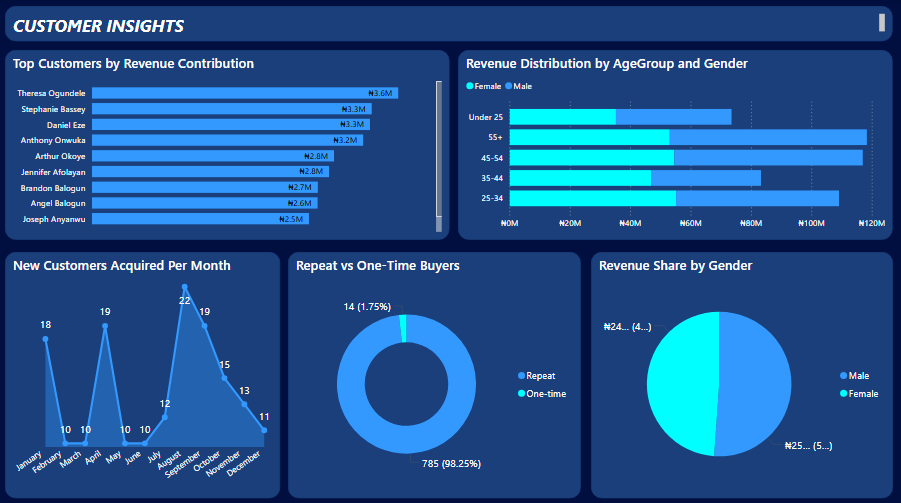 CUSTOMER INSIGHTS
Top Customers by Revenue Contribution
Theresa Ogundele ₦3.6M
Stephanie Bassey ₦3.3M
Daniel Eze ₦3.3M
Anthony Onwuka ₦3.2M
Arthur Okoye ₦2.8M
Jennifer Afolayan ₦2.8M
Brandon Balogun ₦2.7M
Angel Balogun ₦2.6M
Joseph Anyanwu ₦2.5M
Revenue Distribution by AgeGroup and Gender
Female Male
Under 25
55+
45-54
35-44
25-34
₦0M ₦20M ₦40M ₦60M ₦80M ₦100M ₦120M
New Customers Acquired Per Month
18 10 10 19 10 10 12 22 19 15 13 11
January February March April May June July August September October November December
Repeat vs One-Time Buyers
14 (1.75%)
785 (98.25%)
Repeat
One-time
Revenue Share by Gender
₦24... (4...)
₦25... (5...)
Male
Female